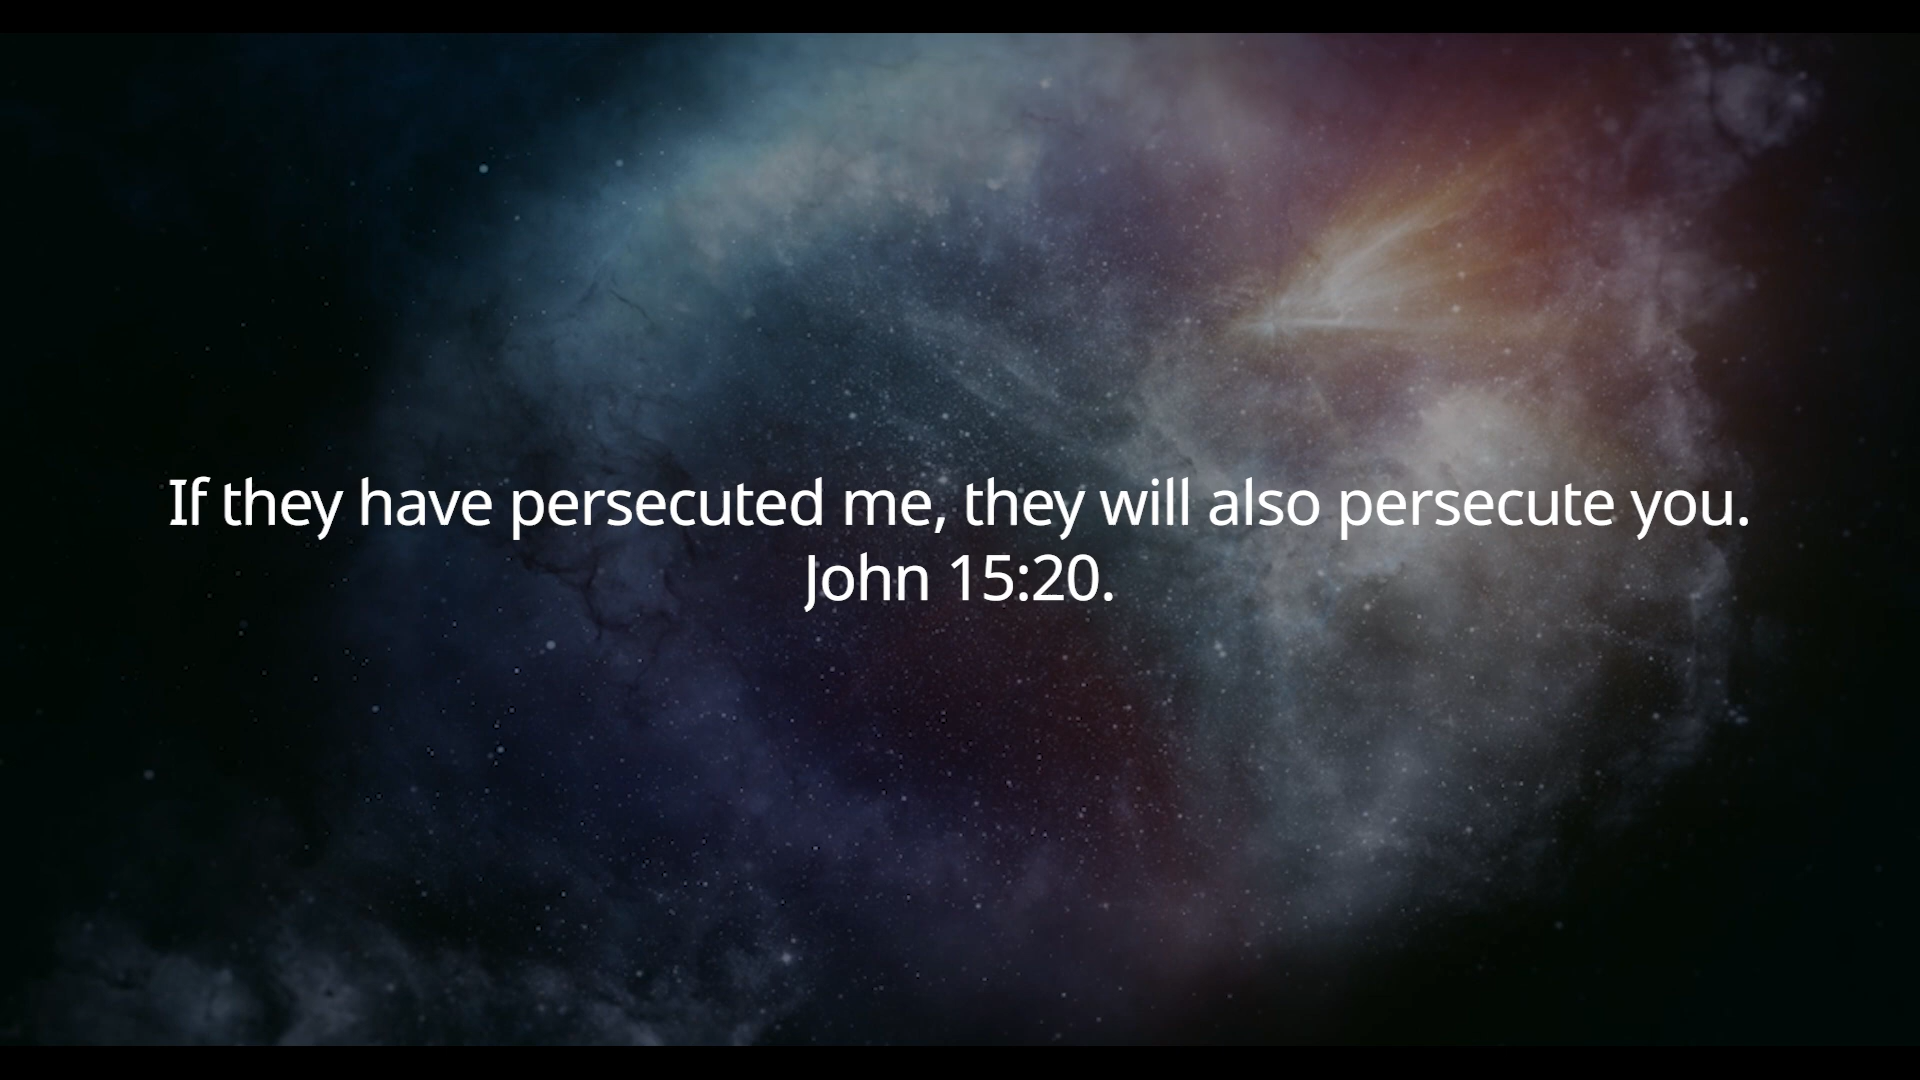 If they have persecuted me, they will also persecute you.
John 15:20.